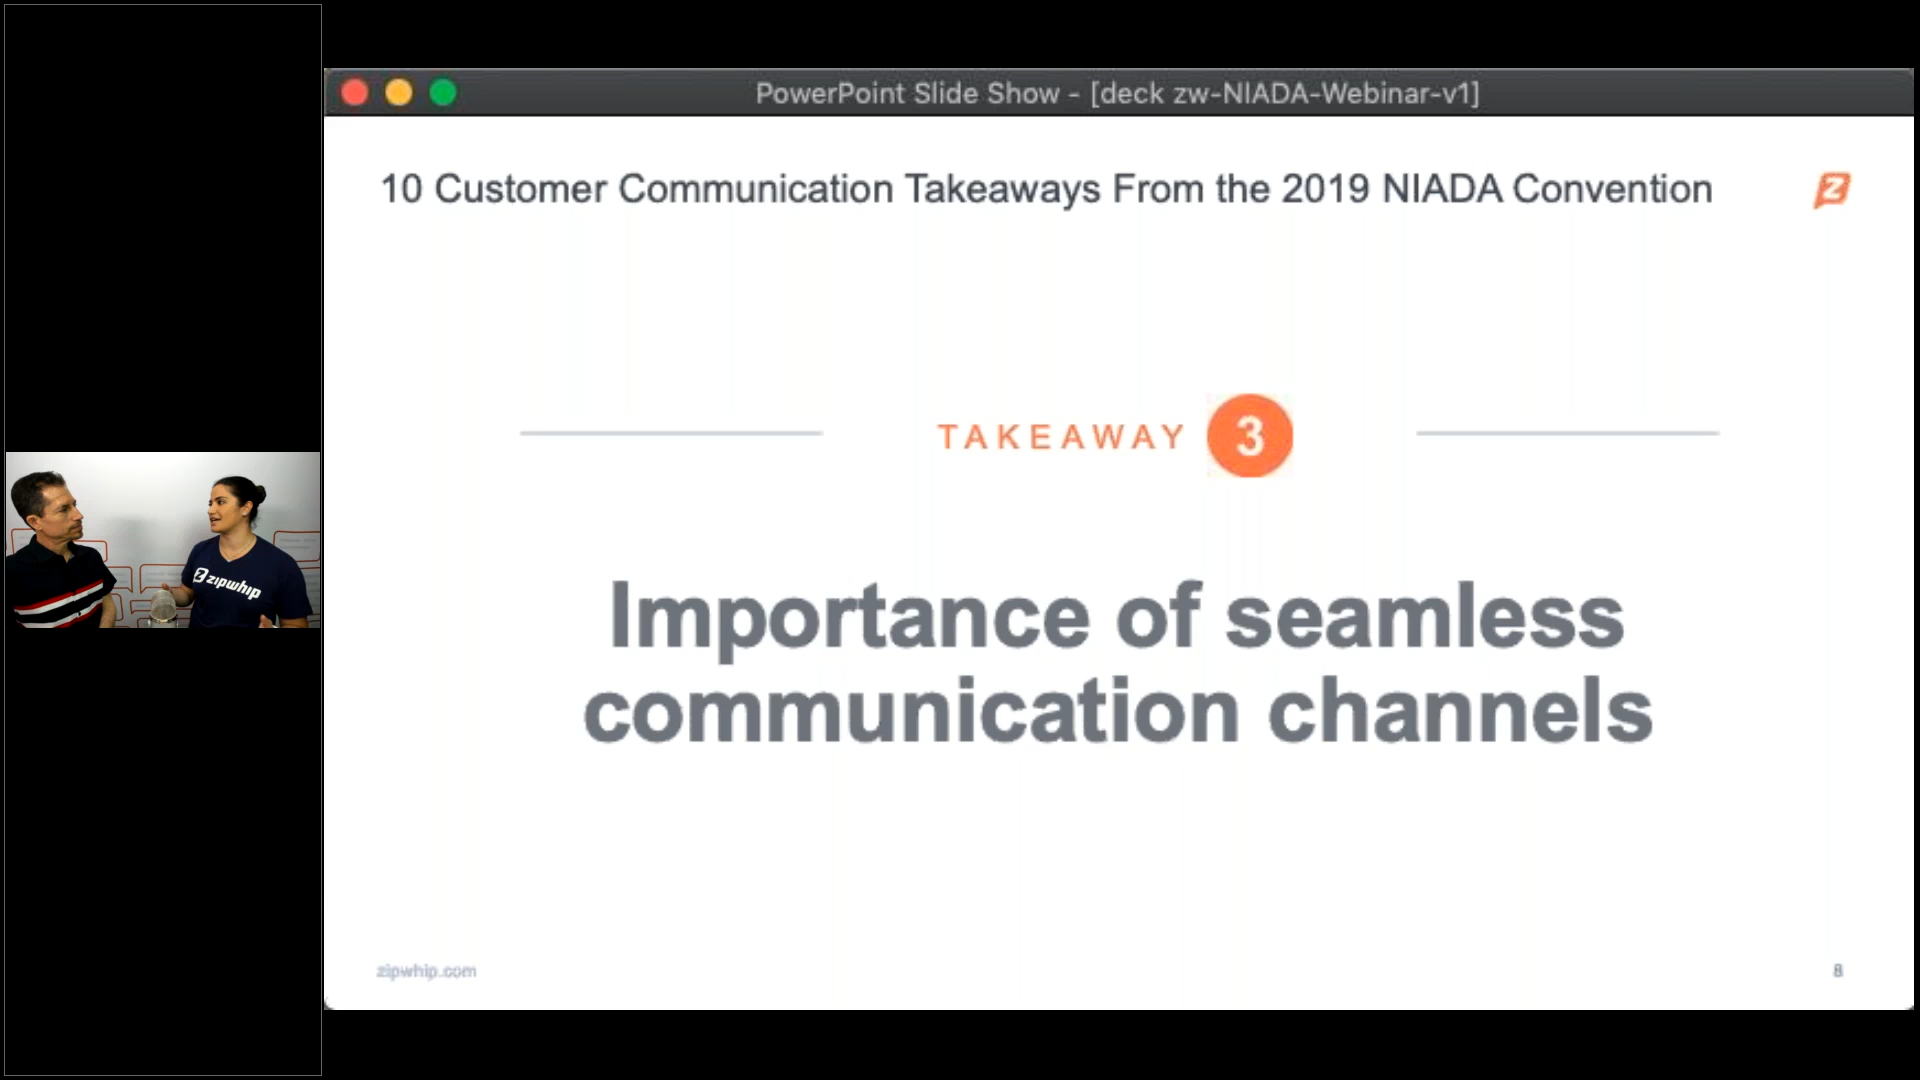 PowerPoint Slide Show - [deck zw-NIADA-Webinar-v1]
10 Customer Communication Takeaways From the 2019 NIADA Convention
Z
TAKEAWAY 3
Importance of seamless
communication channels
zipwhip
zipwhip.com
8